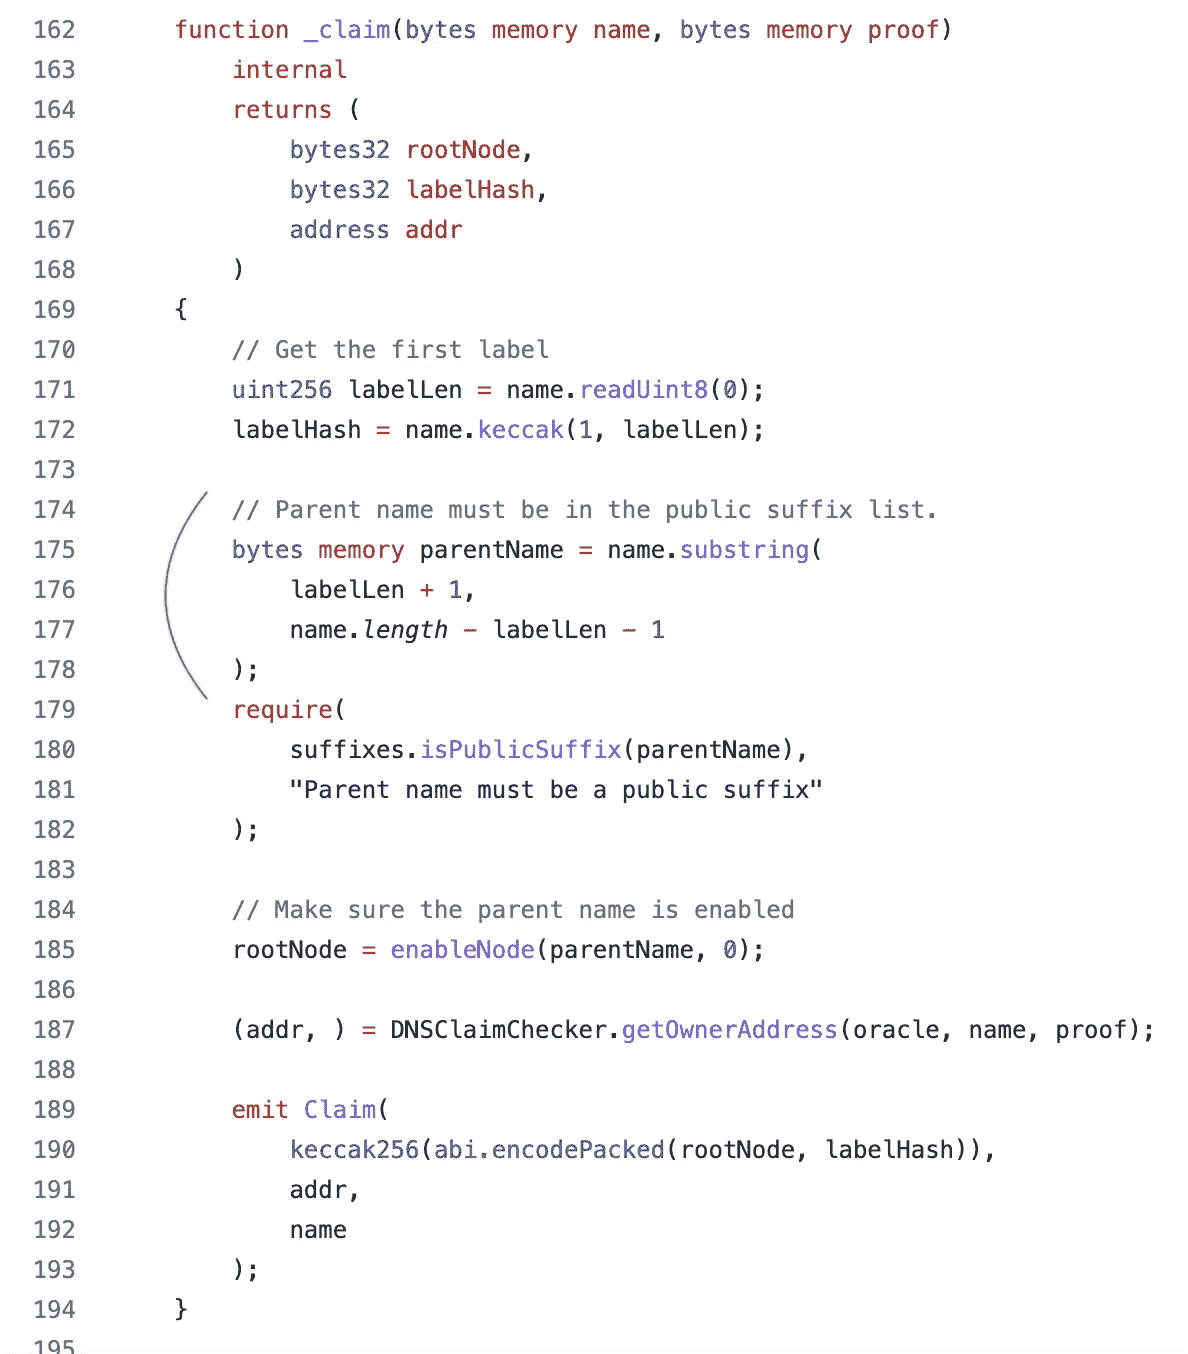 162 function _claim(bytes memory name, bytes memory proof)
163 internal
164 returns (
165 bytes32 rootNode,
166 bytes32 labelHash,
167 address addr
168 )
169 {
170 // Get the first label
171 uint256 labelLen = name.readUint8(0);
172 labelHash = name.keccak(1, labelLen);
173
174 // Parent name must be in the public suffix list.
175 bytes memory parentName = name.substring(
176 labelLen + 1,
177 name.length - labelLen - 1
178 );
179 require(
180 suffixes.isPublicSuffix(parentName),
181 "Parent name must be a public suffix"
182 );
183
184 // Make sure the parent name is enabled
185 rootNode = enableNode(parentName, 0);
186
187 (addr, ) = DNSClaimChecker.getOwnerAddress(oracle, name, proof);
188
189 emit Claim(
190 keccak256(abi.encodePacked(rootNode, labelHash)),
191 addr,
192 name
193 );
194 }
195